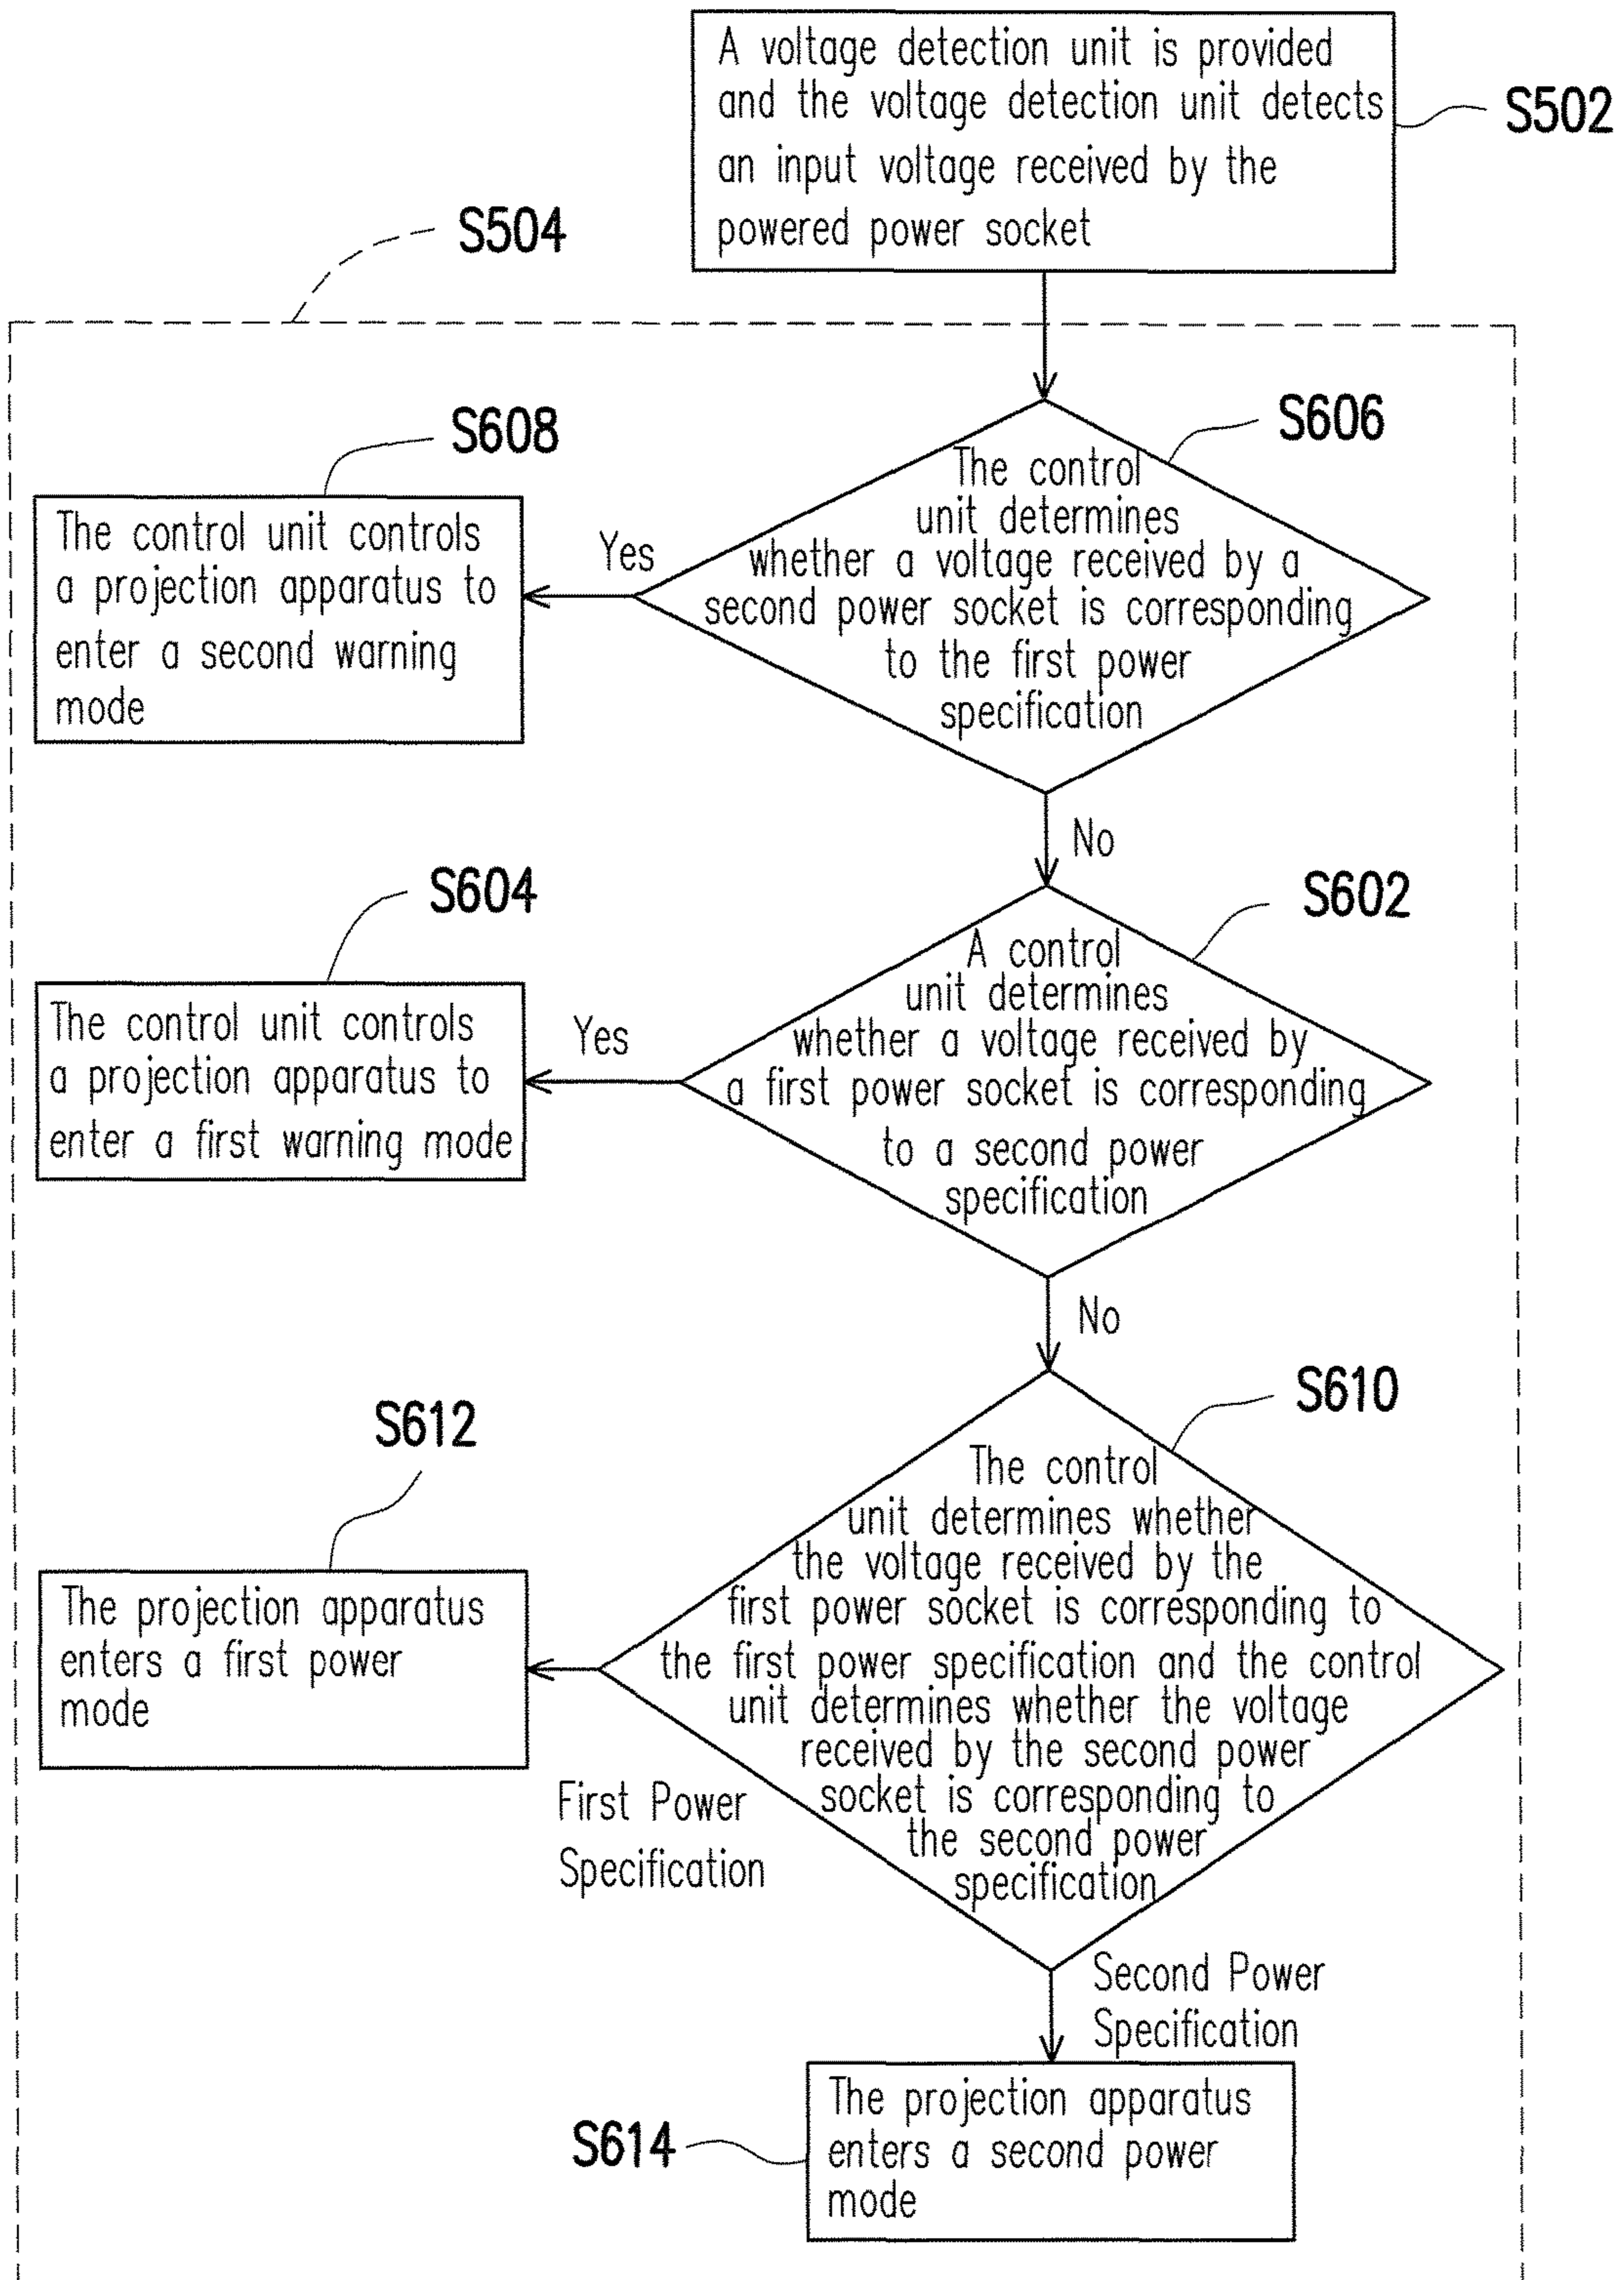 A voltage detection unit is provided
and the voltage detection unit detects
an input voltage received by the
powered power socket
S502
S504
S606
The control
unit determines
whether a voltage received by a
second power socket is corresponding
to the first power
specification
S608
The control unit controls
a projection apparatus to
enter a second warning
mode
Yes
No
S602
A control
unit determines
whether a voltage received by
a first power socket is corresponding
to a second power
specification
S604
The control unit controls
a projection apparatus to
enter a first warning mode
Yes
No
S610
The control
unit determines whether
the voltage received by the
first power socket is corresponding to
the first power specification and the control
unit determines whether the voltage
received by the second power
socket is corresponding to
the second power
specification
S612
The projection apparatus
enters a first power
mode
First Power
Specification
Second Power
Specification
S614
The projection apparatus
enters a second power
mode